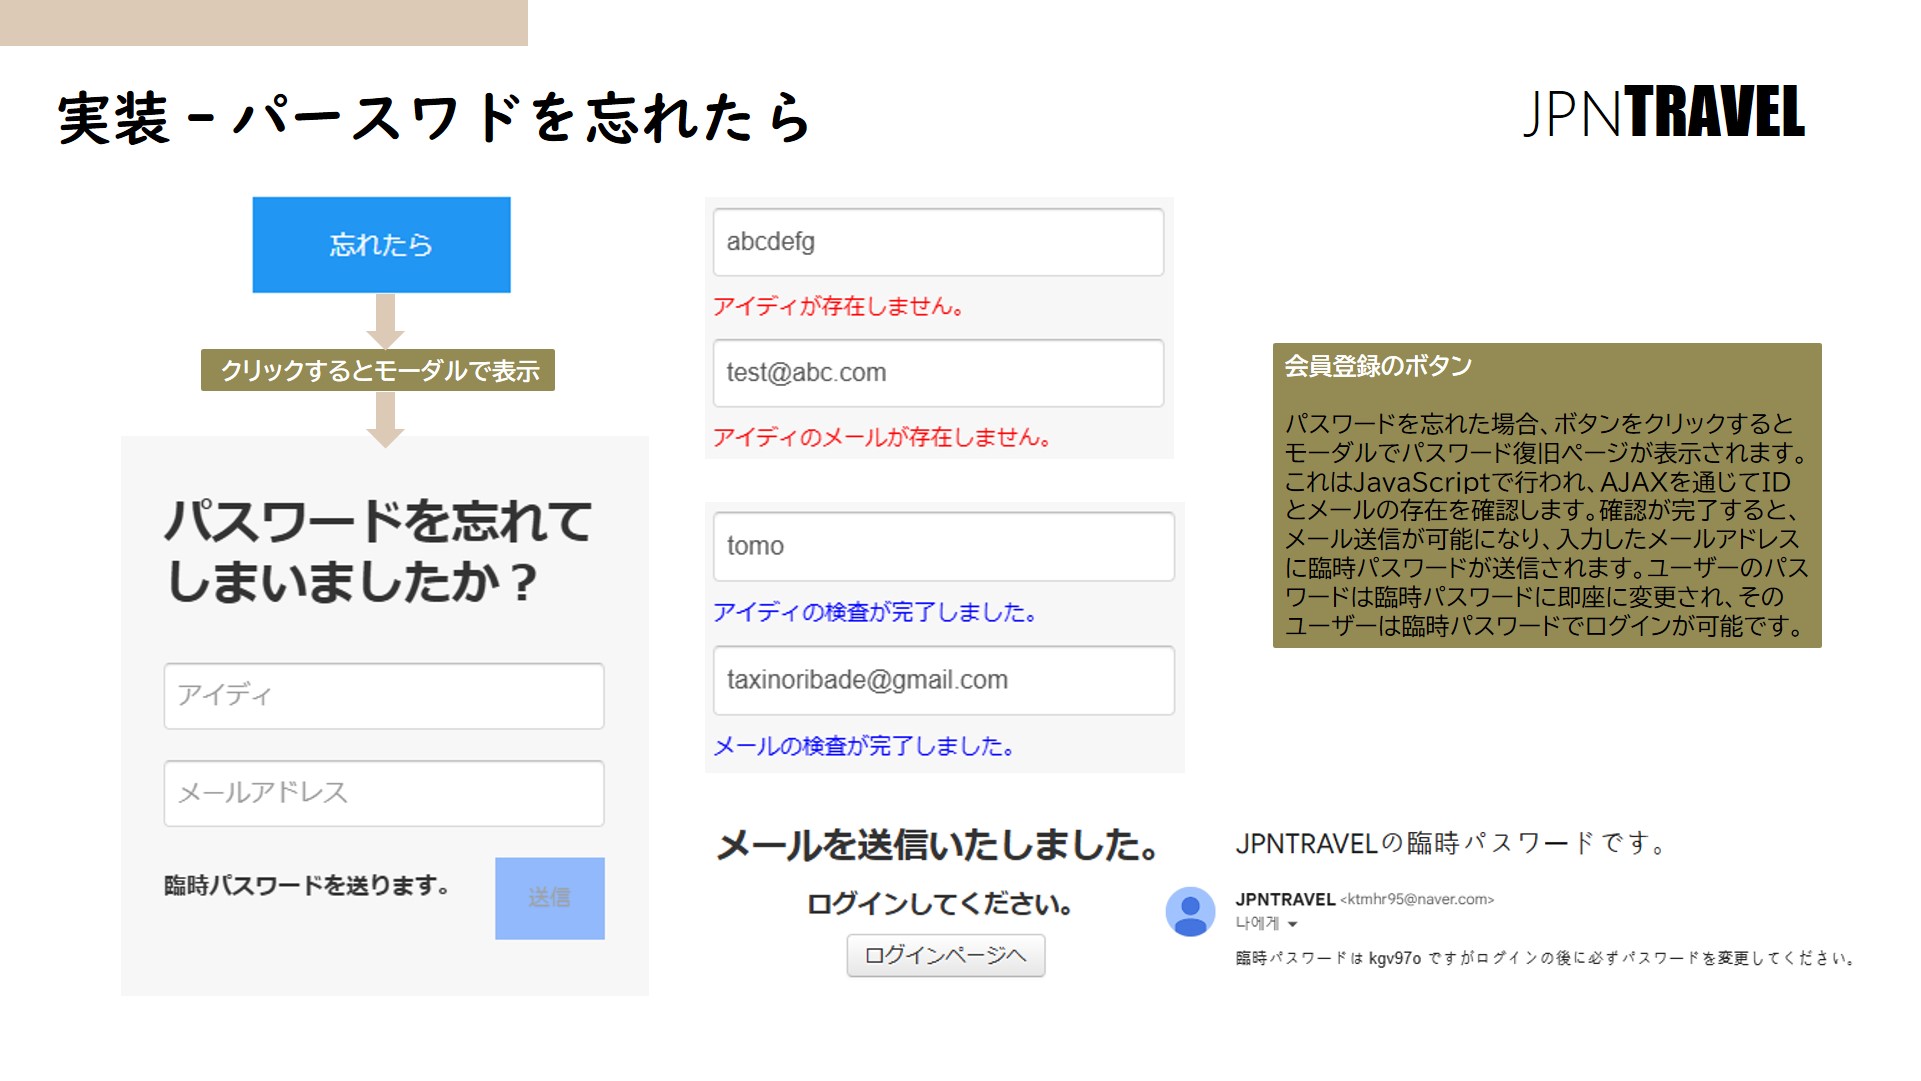 実装 - パースワドを忘れたら
JPNTRAVEL
忘れたら
クリックするとモーダルで表示
パスワードを忘れて
しまいましたか？
アイディ
メールアドレス
臨時パスワードを送ります。
送信
abcdefg
アイディが存在しません。
test@abc.com
アイディのメールが存在しません。
tomo
アイディの検査が完了しました。
taxinoribade@gmail.com
メールの検査が完了しました。
メールを送信いたしました。
ログインしてください。
ログインページへ
会員登録のボタン
パスワードを忘れた場合、ボタンをクリックすると
モーダルでパスワード復旧ページが表示されます。
これはJavaScriptで行われ、AJAXを通じてID
とメールの存在を確認します。確認が完了すると、
メール送信が可能になり、入力したメールアドレス
に臨時パスワードが送信されます。ユーザーのパス
ワードは臨時パスワードに即座に変更され、その
ユーザーは臨時パスワードでログインが可能です。
JPNTRAVELの臨時パスワードです。
JPNTRAVEL <ktmhr95@naver.com>
나에게
臨時パスワードは kgv97o ですがログインの後に必ずパスワードを変更してください。